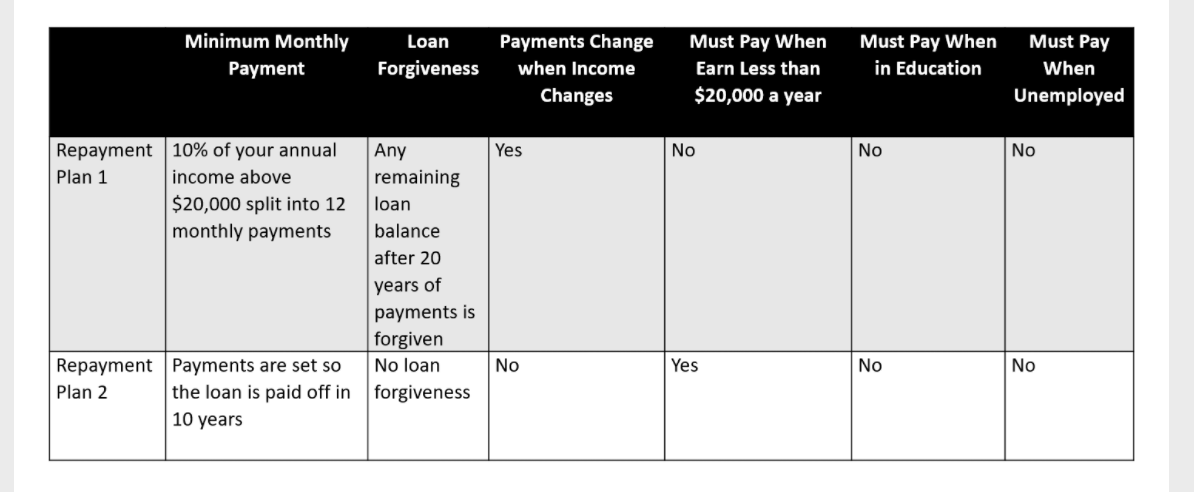 Minimum Monthly Payment
Loan Forgiveness
Payments Change when Income Changes
Must Pay When Earn Less than $20,000 a year
Must Pay When in Education
Must Pay When Unemployed
Repayment
Plan 1
10% of your annual
income above
$20,000 split into 12
monthly payments
Any
remaining
loan
balance
after 20
years of
payments is
forgiven
Yes
No
No
No
Repayment
Plan 2
Payments are set so
the loan is paid off in
10 years
No loan
forgiveness
No
Yes
No
No